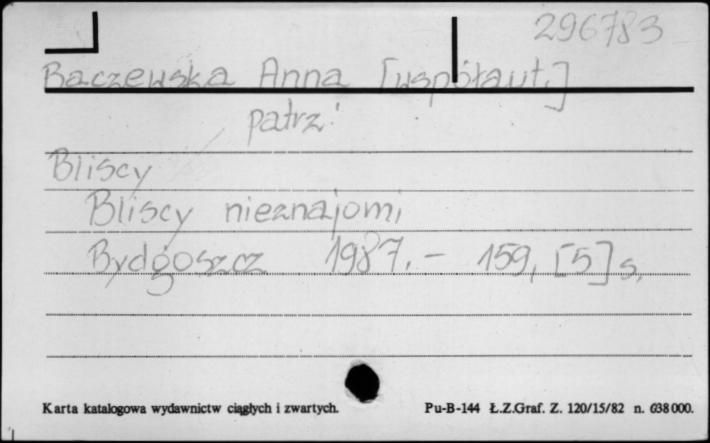 296783
Baczewska Anna [współaut.]
patrz:
Bliscy
Bliscy nieznajomi
Bydgoszcz 1987. - 159, [5] s.
Karta katalogowa wydawnictw ciągłych i zwartych. Pu-B-144 Ł.Z.Graf. Z. 120/15/82 n. 638000.